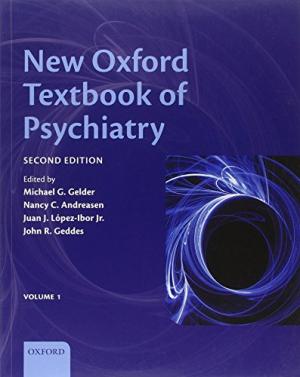 New Oxford
Textbook of
Psychiatry
SECOND EDITION
Edited by
Michael G. Gelder
Nancy C. Andreasen
Juan J. López-Ibor Jr.
John R. Geddes
VOLUME 1
OXFORD